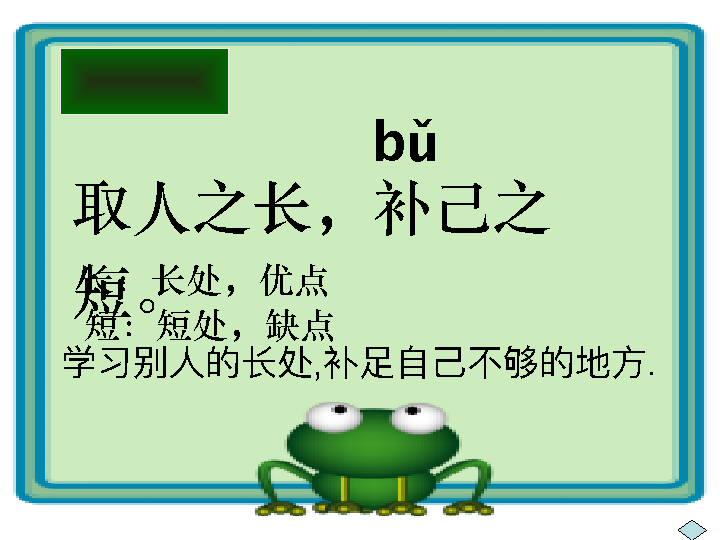 bǔ
取人之长，补己之
短。
长：长处，优点
短：短处，缺点
学习别人的长处,补足自己不够的地方.